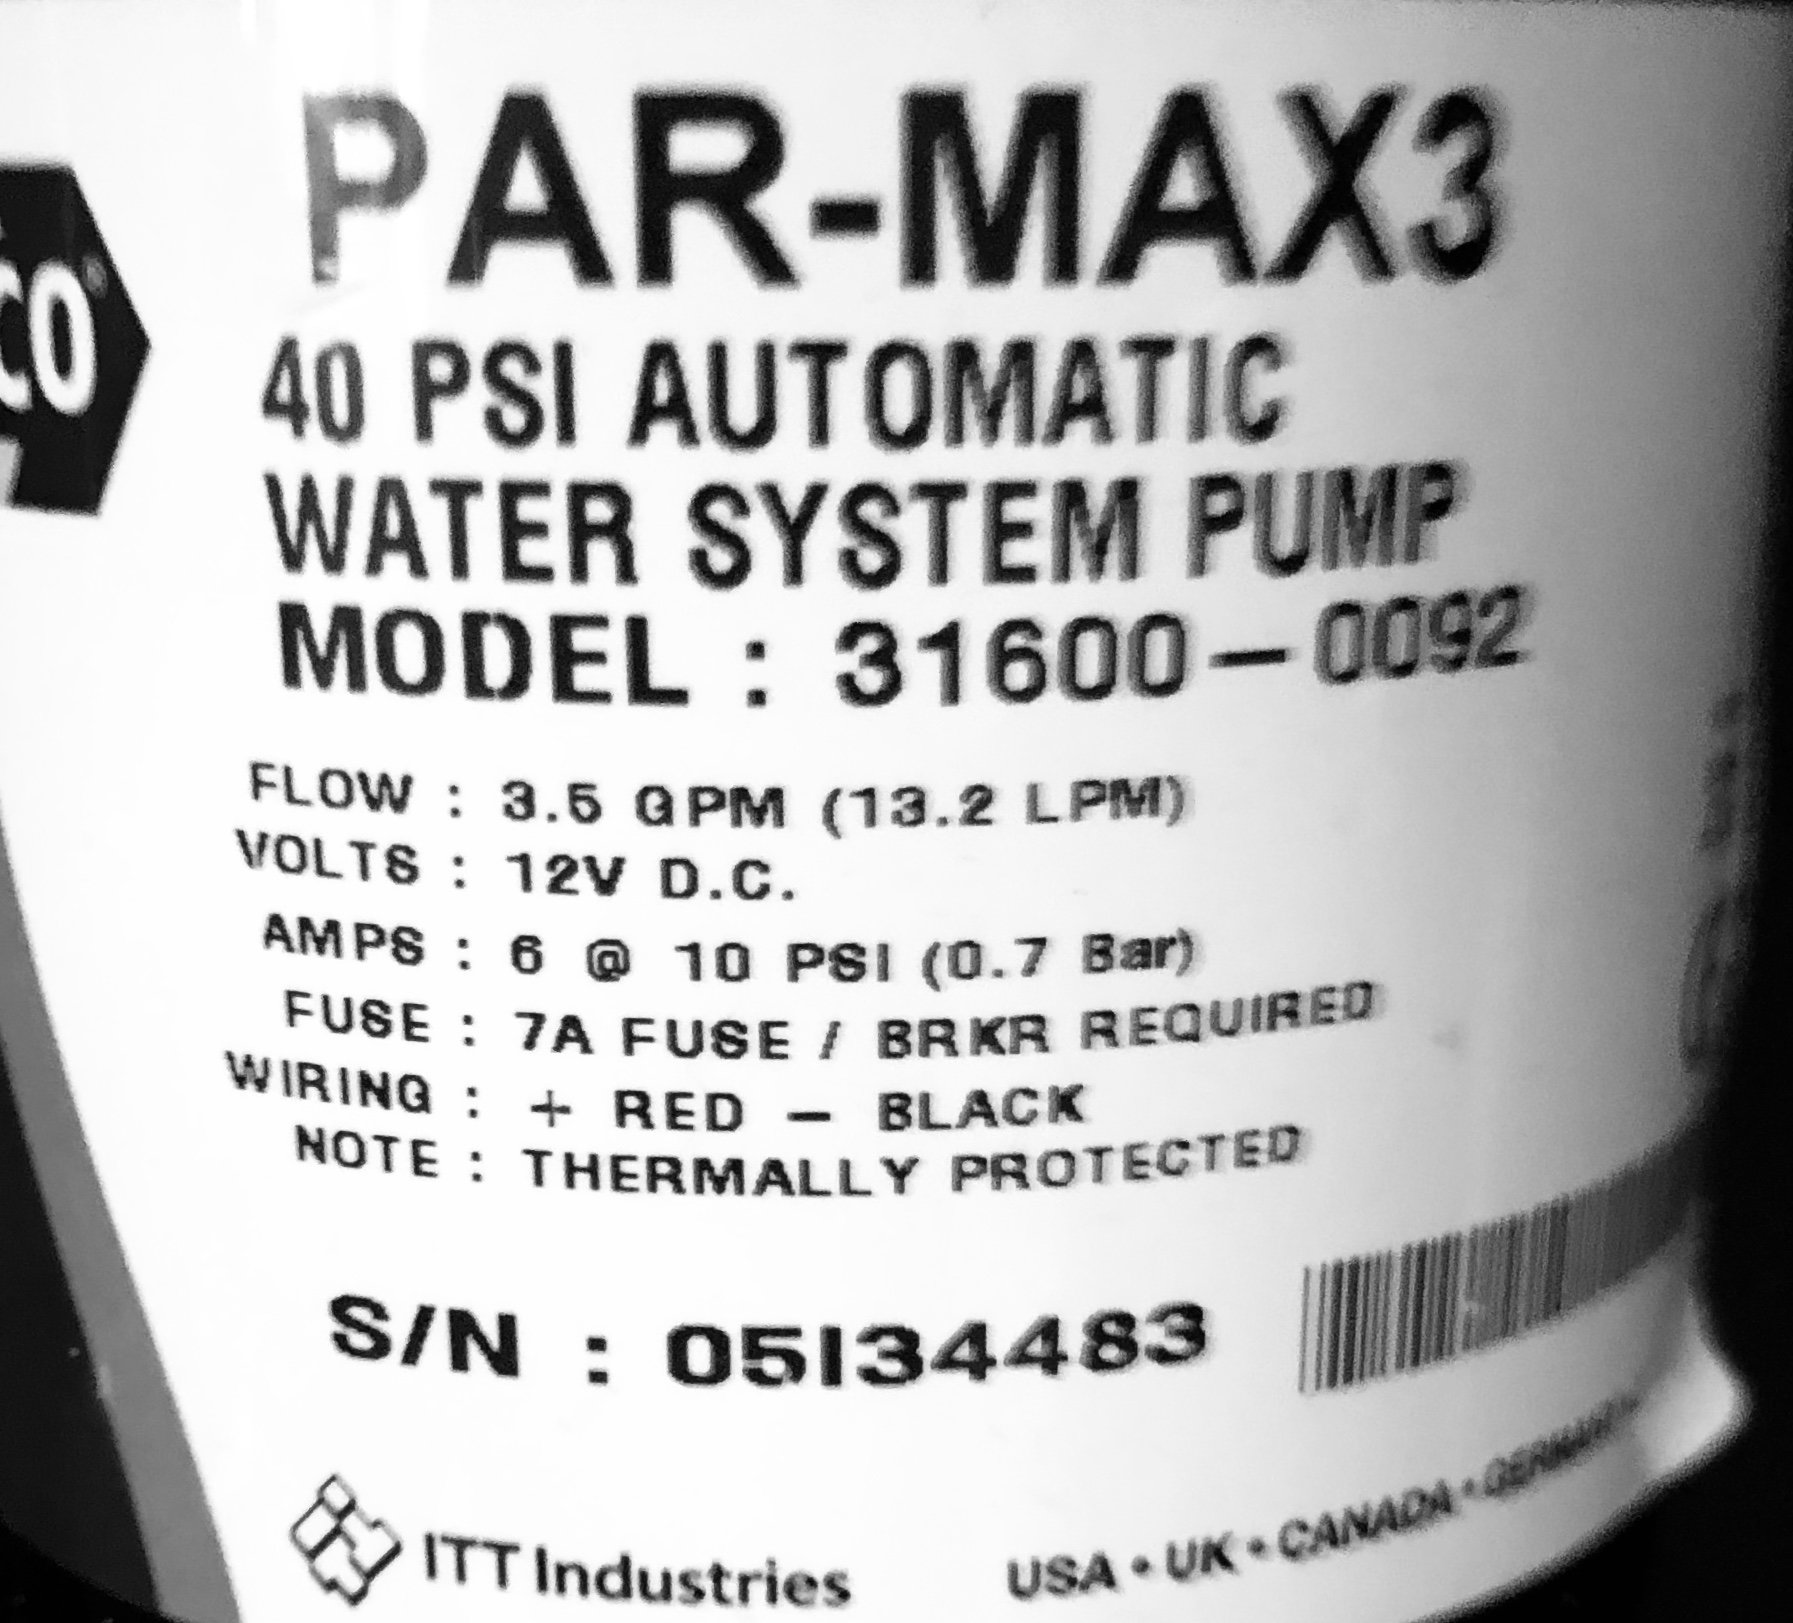 CO®
PAR-MAX3
40 PSI AUTOMATIC
WATER SYSTEM PUMP
MODEL : 31600-0092
FLOW : 3.5 GPM (13.2 LPM)
VOLTS : 12V D.C.
AMPS : 6 @ 10 PSI (0.7 Bar)
FUSE : 7A FUSE / BRKR REQUIRED
WIRING : + RED - BLACK
NOTE : THERMALLY PROTECTED
S/N : 05134483
ITT Industries
USA • UK • CANADA • GERMANY